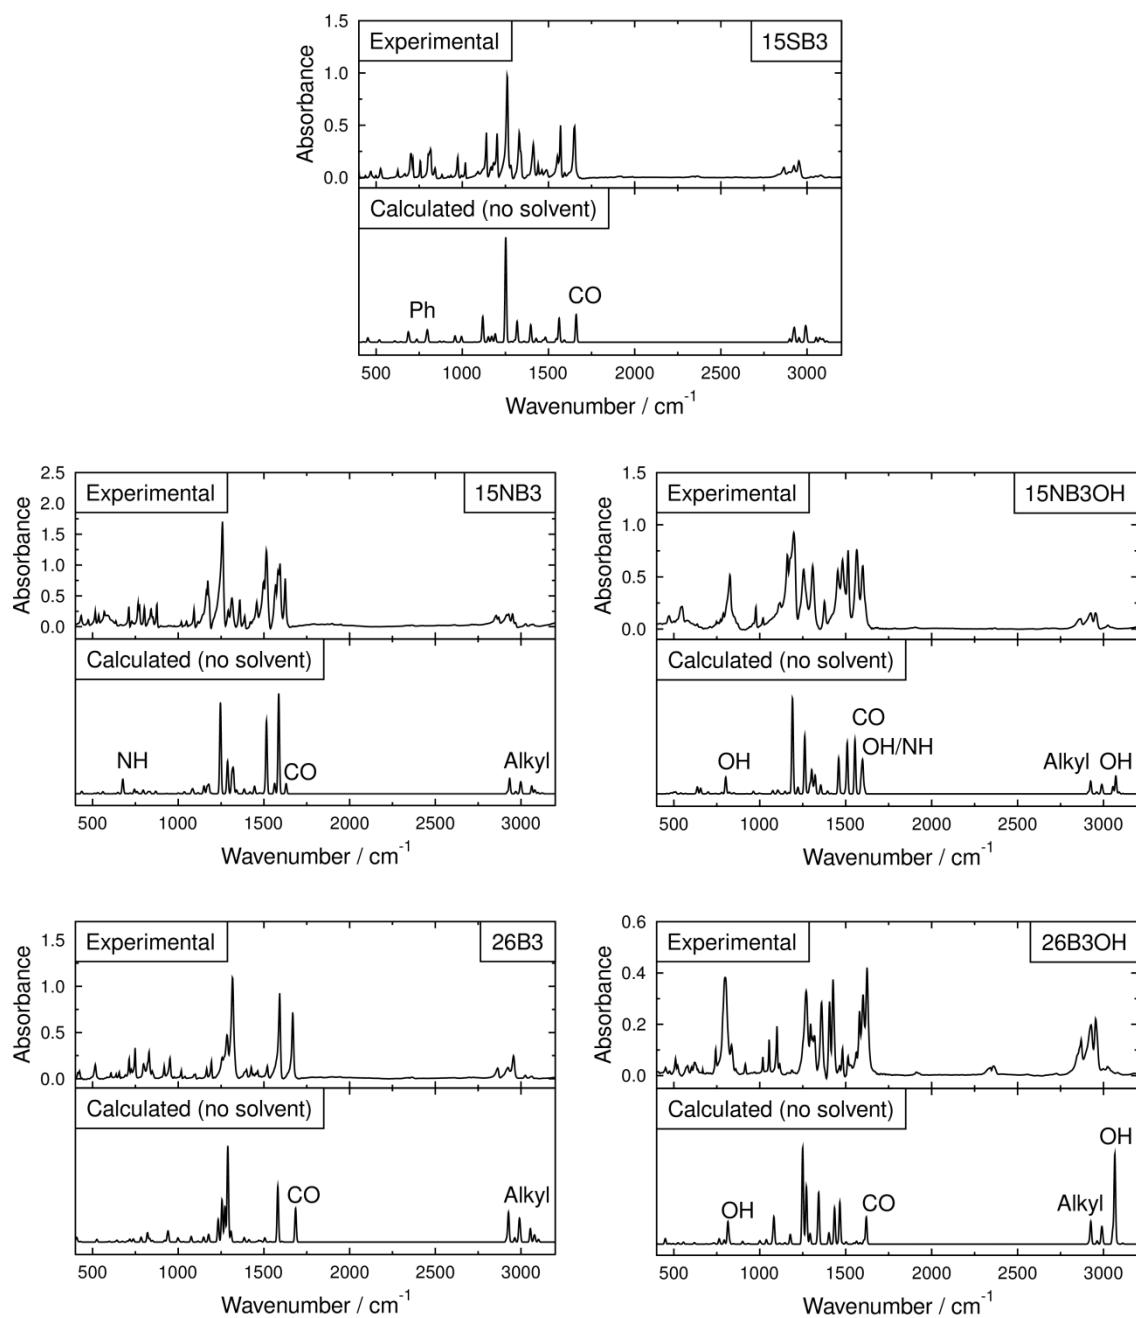 1.5
Experimental
15SB3
1.0
0.5
0.0
Absorbance
Calculated (no solvent)
Ph
CO
500 1000 1500 2000 2500 3000
Wavenumber / cm-1
2.5
Experimental
15NB3
2.0
1.5
1.0
0.5
0.0
Absorbance
Calculated (no solvent)
NH
CO
Alkyl
500 1000 1500 2000 2500 3000
Wavenumber / cm-1
1.5
Experimental
15NB3OH
1.0
0.5
0.0
Absorbance
Calculated (no solvent)
CO
OH
OH/NH
Alkyl
OH
500 1000 1500 2000 2500 3000
Wavenumber / cm-1
Experimental
26B3
1.5
1.0
0.5
0.0
Absorbance
Calculated (no solvent)
CO
Alkyl
500 1000 1500 2000 2500 3000
Wavenumber / cm-1
0.6
Experimental
26B3OH
0.4
0.2
0.0
Absorbance
Calculated (no solvent)
OH
OH
CO
Alkyl
500 1000 1500 2000 2500 3000
Wavenumber / cm-1